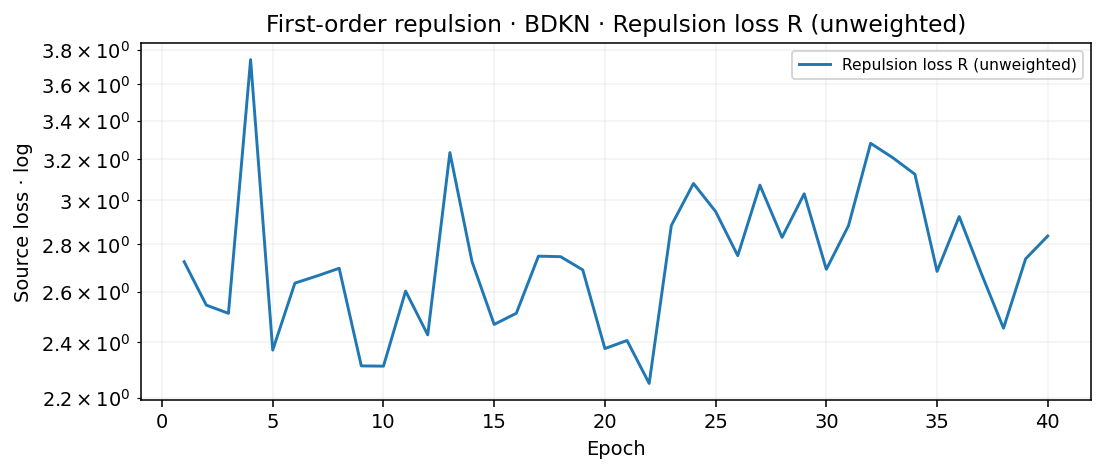 First-order repulsion · BDKN · Repulsion loss R (unweighted)
Source loss · log
3.8 × 10⁰
3.6 × 10⁰
3.4 × 10⁰
3.2 × 10⁰
3 × 10⁰
2.8 × 10⁰
2.6 × 10⁰
2.4 × 10⁰
2.2 × 10⁰
Repulsion loss R (unweighted)
0 5 10 15 20 25 30 35 40
Epoch